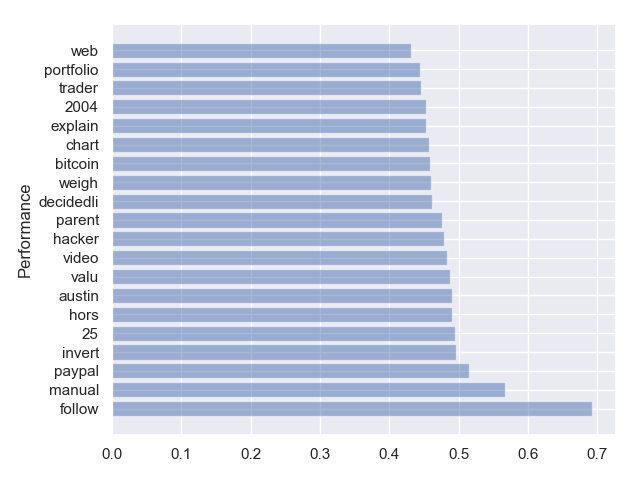 web
portfolio
trader
2004
explain
chart
bitcoin
weigh
decidedli
parent
hacker
video
valu
austin
hors
25
invert
paypal
manual
follow
Performance
0.0 0.1 0.2 0.3 0.4 0.5 0.6 0.7